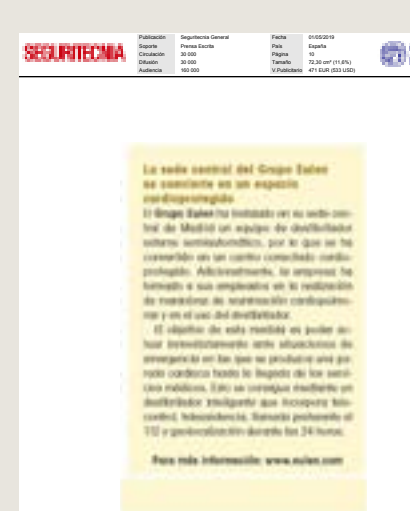 SEGURITECNIA
Publicación Seguritecnia General
Soporte Prensa Escrita
Circulación 30 000
Difusión 30 000
Audiencia 160 000
Fecha 01/05/2019
País España
Página 10
Tamaño 72,30 cm² (11,6%)
V.Publicitario 471 EUR (533 USD)
La sede central del Grupo Eulen
se convierte en un espacio
cardioprotegido
El Grupo Eulen ha instalado en su sede cen-
tral de Madrid un equipo de desfibrilador
externo semiautomático, por lo que se ha
convertido en un centro conectado cardio-
protegido. Adicionalmente, la empresa ha
formado a sus empleados en la realización
de maniobras de reanimación cardiopulmo-
nar y en el uso del desfibrilador.
El objetivo de esta medida es poder ac-
tuar inmediatamente ante situaciones de
emergencia en las que se produzca una pa-
rada cardiaca hasta la llegada de los servi-
cios médicos. Esto se consigue mediante un
desfibrilador inteligente que incorpora tele-
control, teleasistencia, llamada preferente al
112 y geolocalización durante las 24 horas.
Para más información: www.eulen.com